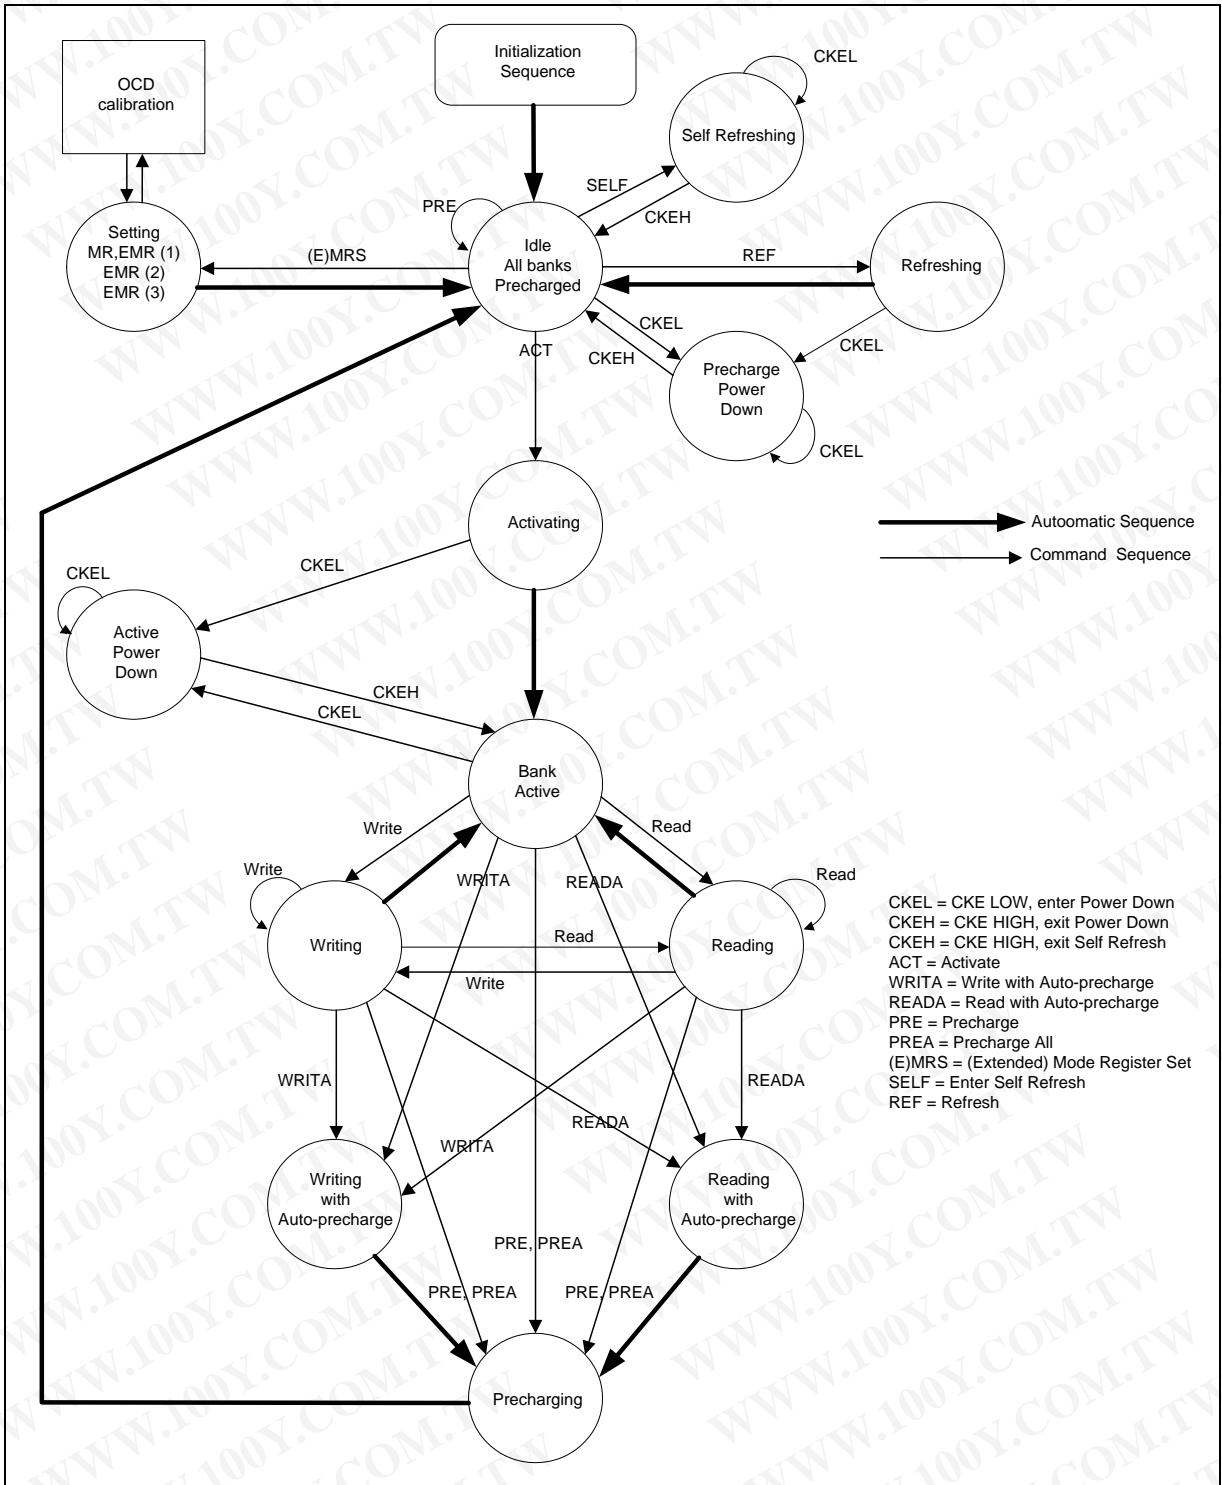 Initialization
Sequence
OCD
calibration
CKEL
Self Refreshing
SELF
CKEH
PRE
Setting
MR,EMR (1)
EMR (2)
EMR (3)
(E)MRS
Idle
All banks
Precharged
REF
Refreshing
CKEL
CKEH
ACT
CKEL
Precharge
Power
Down
CKEL
Activating
Autoomatic Sequence
Command Sequence
CKEL
CKEL
Active
Power
Down
CKEH
CKEL
Bank
Active
Write
Read
Write
WRITA
READA
Read
Writing
Read
Reading
Write
CKEL = CKE LOW, enter Power Down
CKEH = CKE HIGH, exit Power Down
CKEH = CKE HIGH, exit Self Refresh
ACT = Activate
WRITA = Write with Auto-precharge
READA = Read with Auto-precharge
PRE = Precharge
PREA = Precharge All
(E)MRS = (Extended) Mode Register Set
SELF = Enter Self Refresh
REF = Refresh
WRITA
READA
READA
WRITA
Writing
with
Auto-precharge
Reading
with
Auto-precharge
PRE, PREA
PRE, PREA
PRE, PREA
Precharging
WWW.100Y.COM.TW